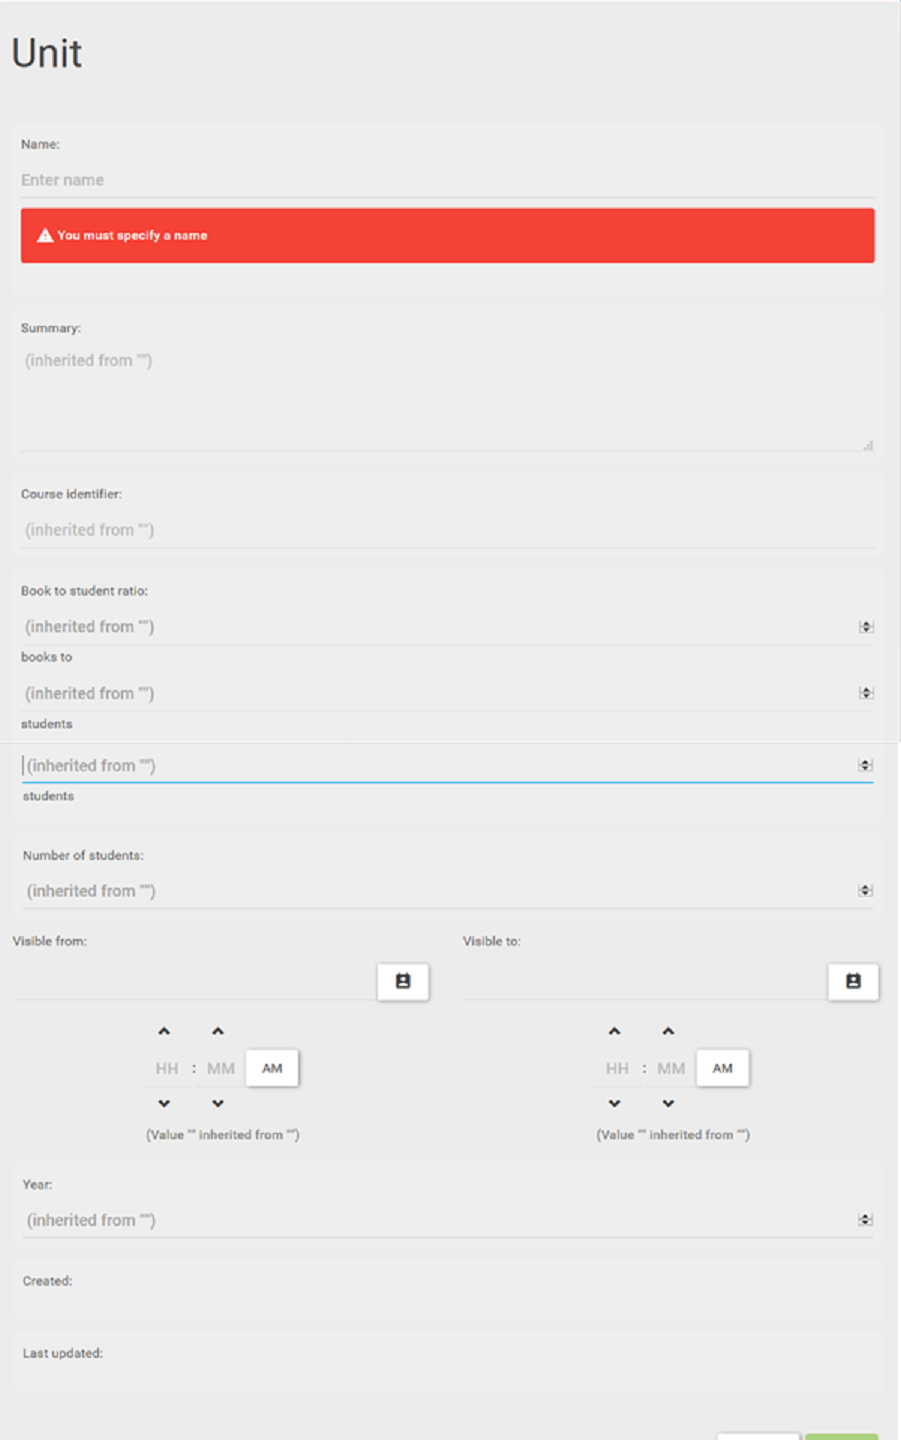 Unit
Name:
Enter name
You must specify a name
Summary:
(inherited from "")
Course identifier:
(inherited from "")
Book to student ratio:
(inherited from "")
books to
(inherited from "")
students
(inherited from "")
students
Number of students:
(inherited from "")
Visible from: Visible to:
HH : MM AM HH : MM AM
(Value "" inherited from "") (Value "" inherited from "")
Year:
(inherited from "")
Created:
Last updated: